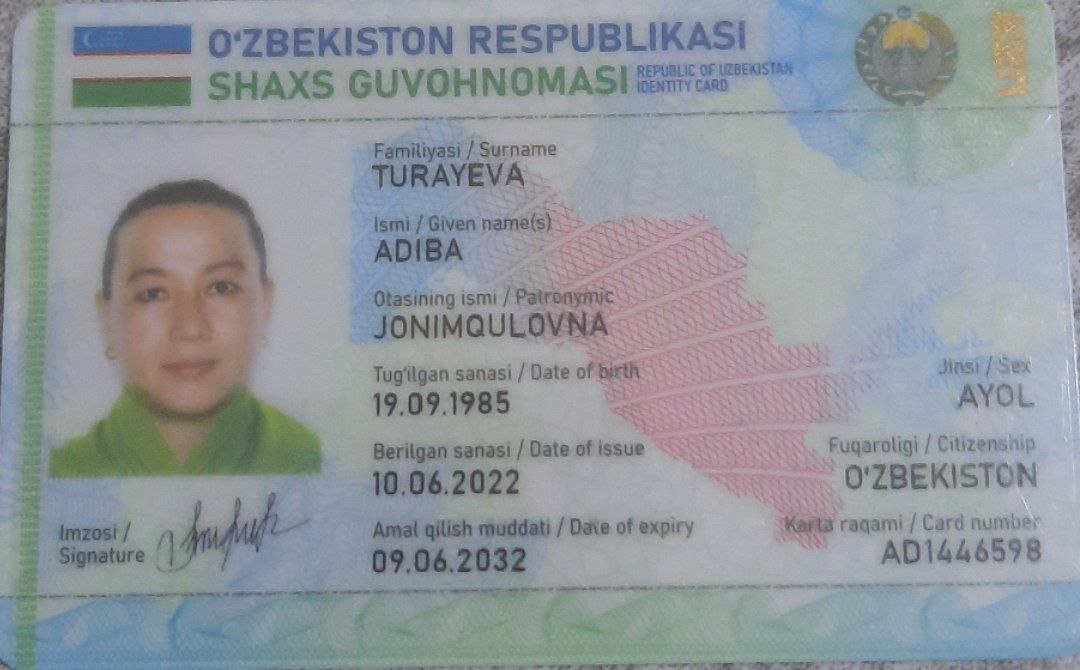 O‘ZBEKISTON RESPUBLIKASI
SHAXS GUVOHNOMASI REPUBLIC OF UZBEKISTAN IDENTITY CARD
Familiyasi / Surname
TURAYEVA
Ismi / Given name(s)
ADIBA
Otasining ismi / Patronymic
JONIMQULOVNA
Tug‘ilgan sanasi / Date of birth
19.09.1985
Jinsi / Sex
AYOL
Berilgan sanasi / Date of issue
10.06.2022
Fuqaroligi / Citizenship
O‘ZBEKISTON
Amal qilish muddati / Date of expiry
09.06.2032
Karta raqami / Card number
AD1446598
Imzosi /
Signature